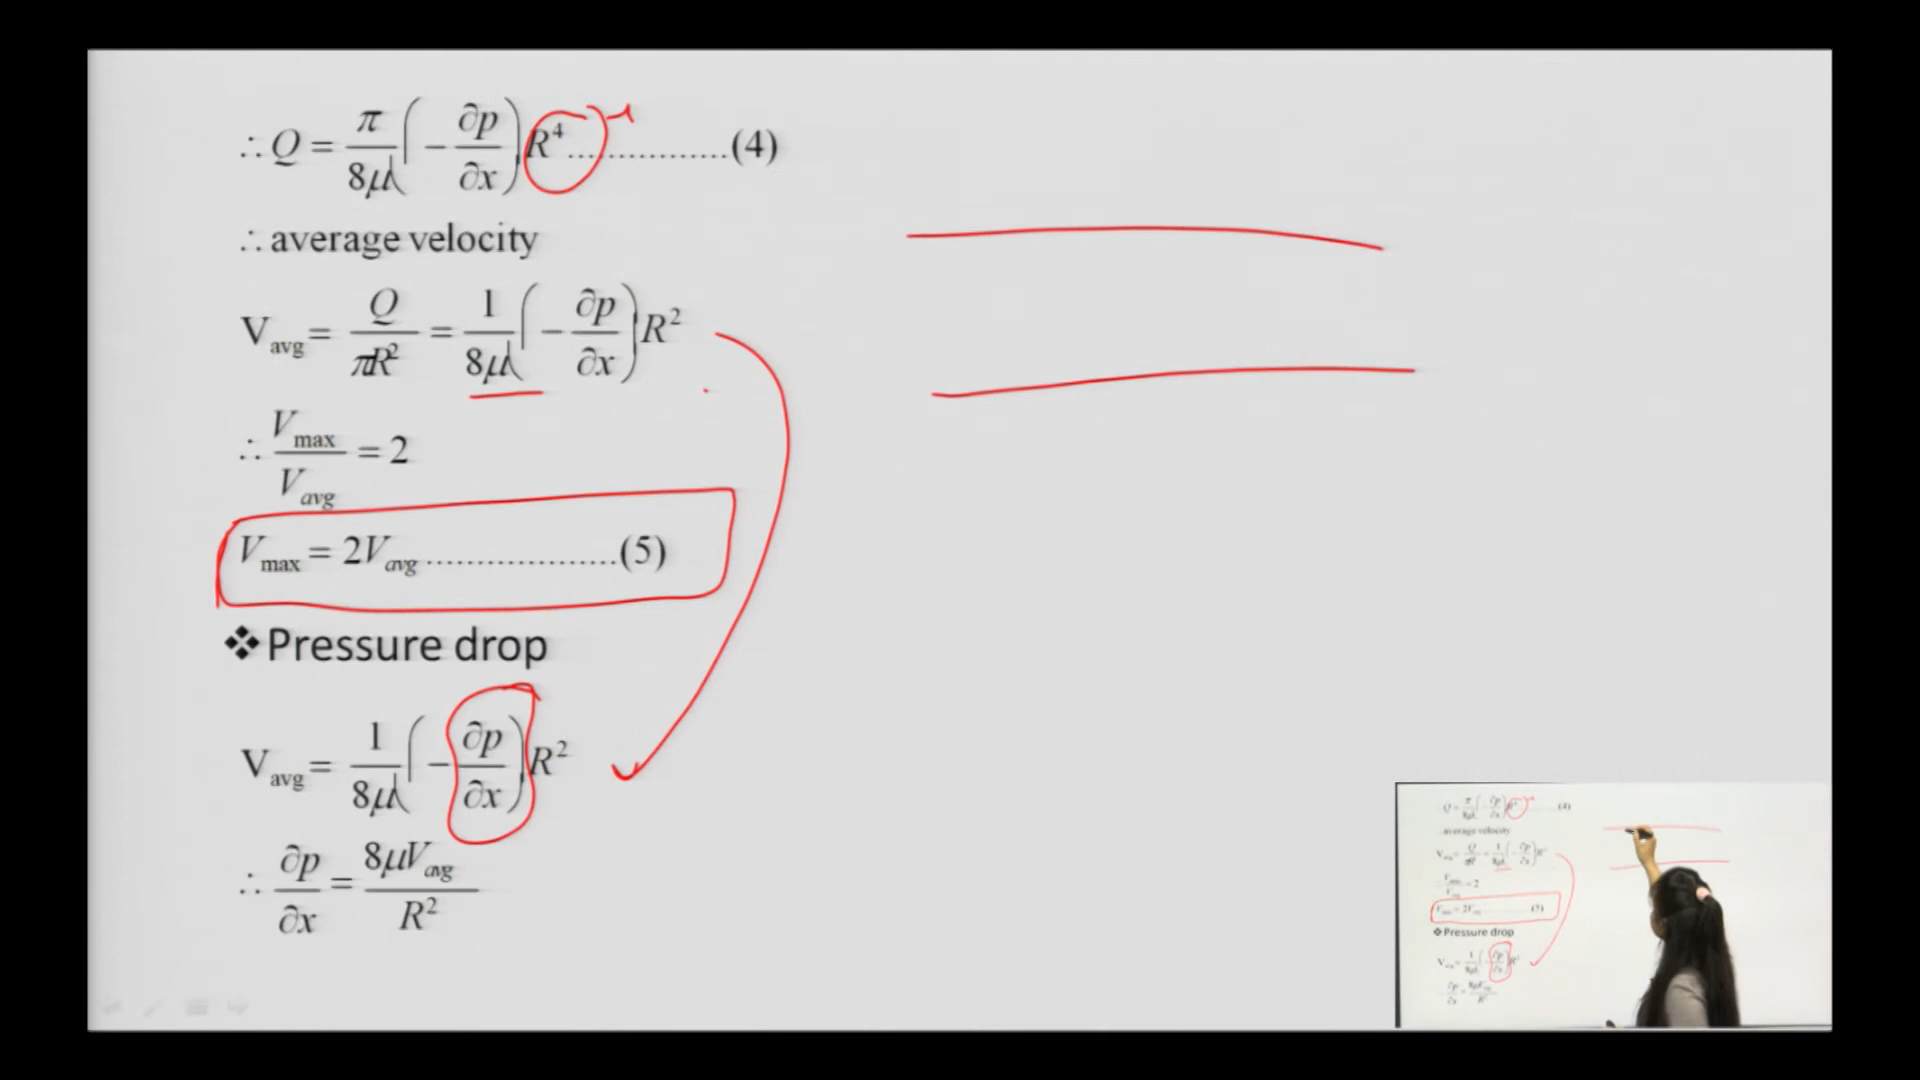 ∴ Q = π/8μ (− ∂p/∂x) R⁴ ................(4)
∴ average velocity
V_avg = Q/πR² = 1/8μ (− ∂p/∂x) R²
∴ V_max/V_avg = 2
V_max = 2V_avg ...................(5)
❖ Pressure drop
V_avg = 1/8μ (− ∂p/∂x) R²
∴ ∂p/∂x = 8μV_avg/R²